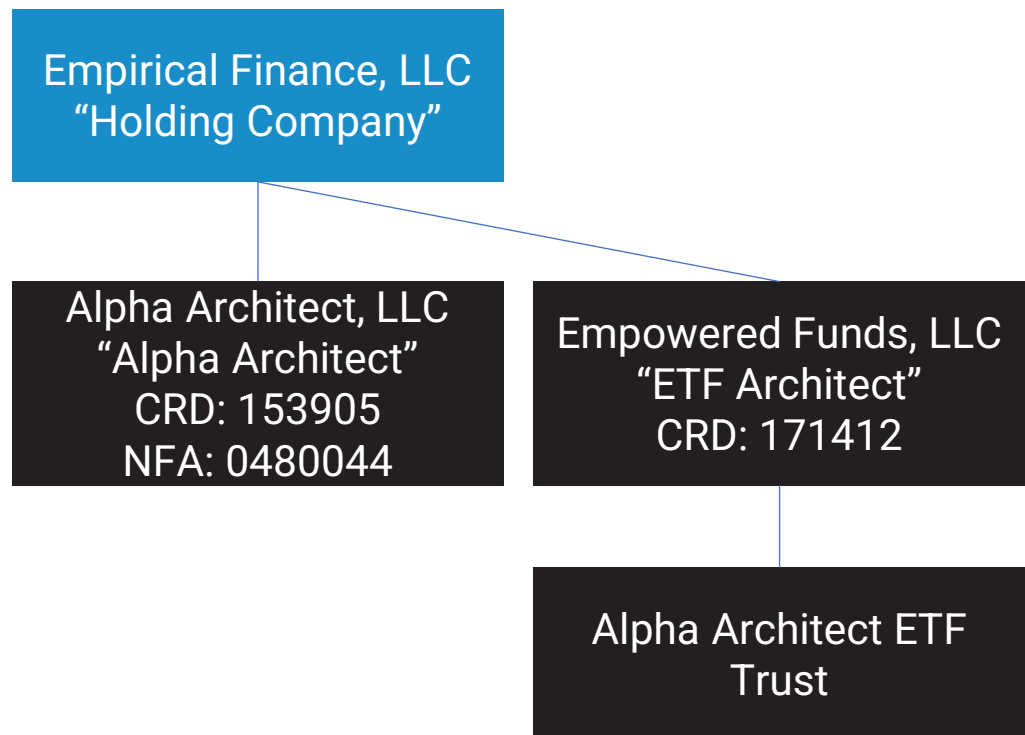 Empirical Finance, LLC
“Holding Company”
Alpha Architect, LLC
“Alpha Architect”
CRD: 153905
NFA: 0480044
Empowered Funds, LLC
“ETF Architect”
CRD: 171412
Alpha Architect ETF
Trust